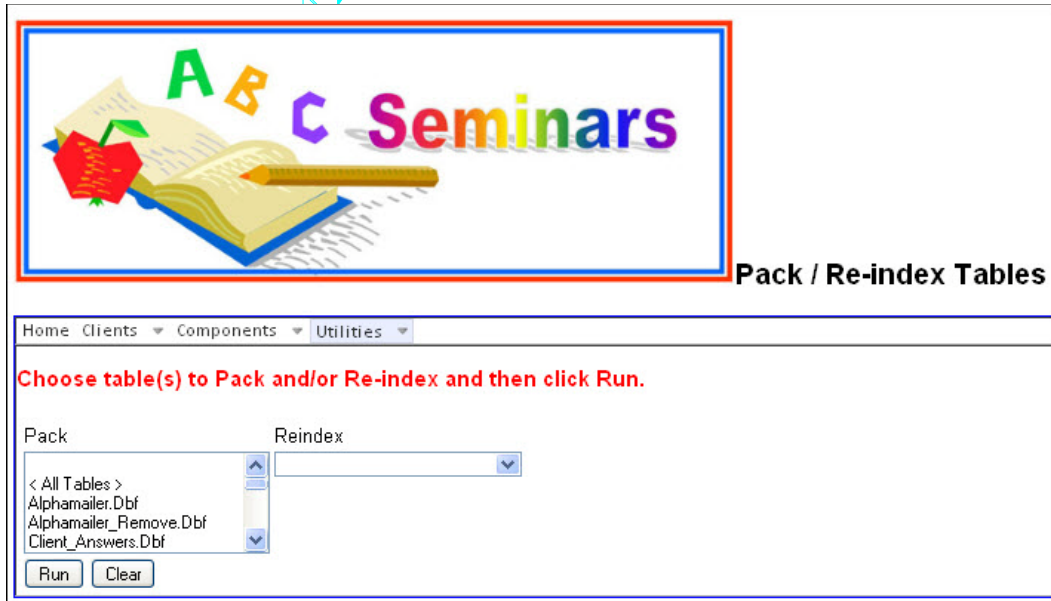 A B C Seminars
Pack / Re-index Tables
Home Clients Components Utilities
Choose table(s) to Pack and/or Re-index and then click Run.
Pack Reindex
< All Tables >
Alphamailer.Dbf
Alphamailer_Remove.Dbf
Client_Answers.Dbf
Run Clear